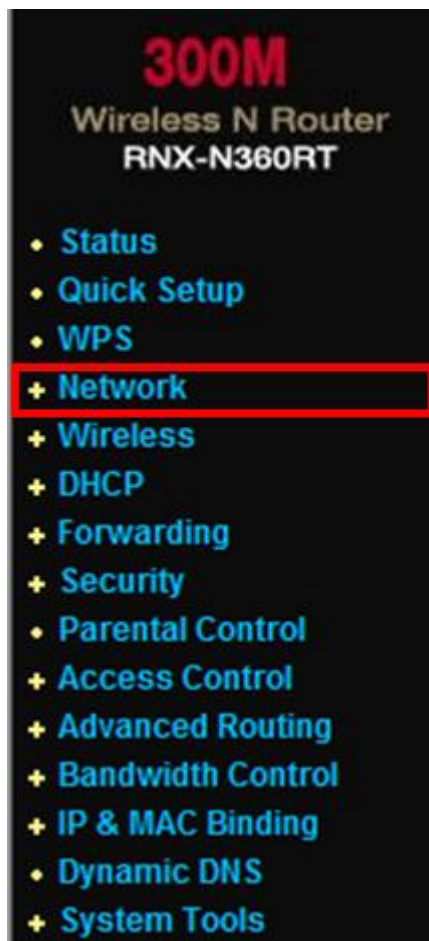 300M
Wireless N Router
RNX-N360RT
Status
Quick Setup
WPS
Network
Wireless
DHCP
Forwarding
Security
Parental Control
Access Control
Advanced Routing
Bandwidth Control
IP & MAC Binding
Dynamic DNS
System Tools